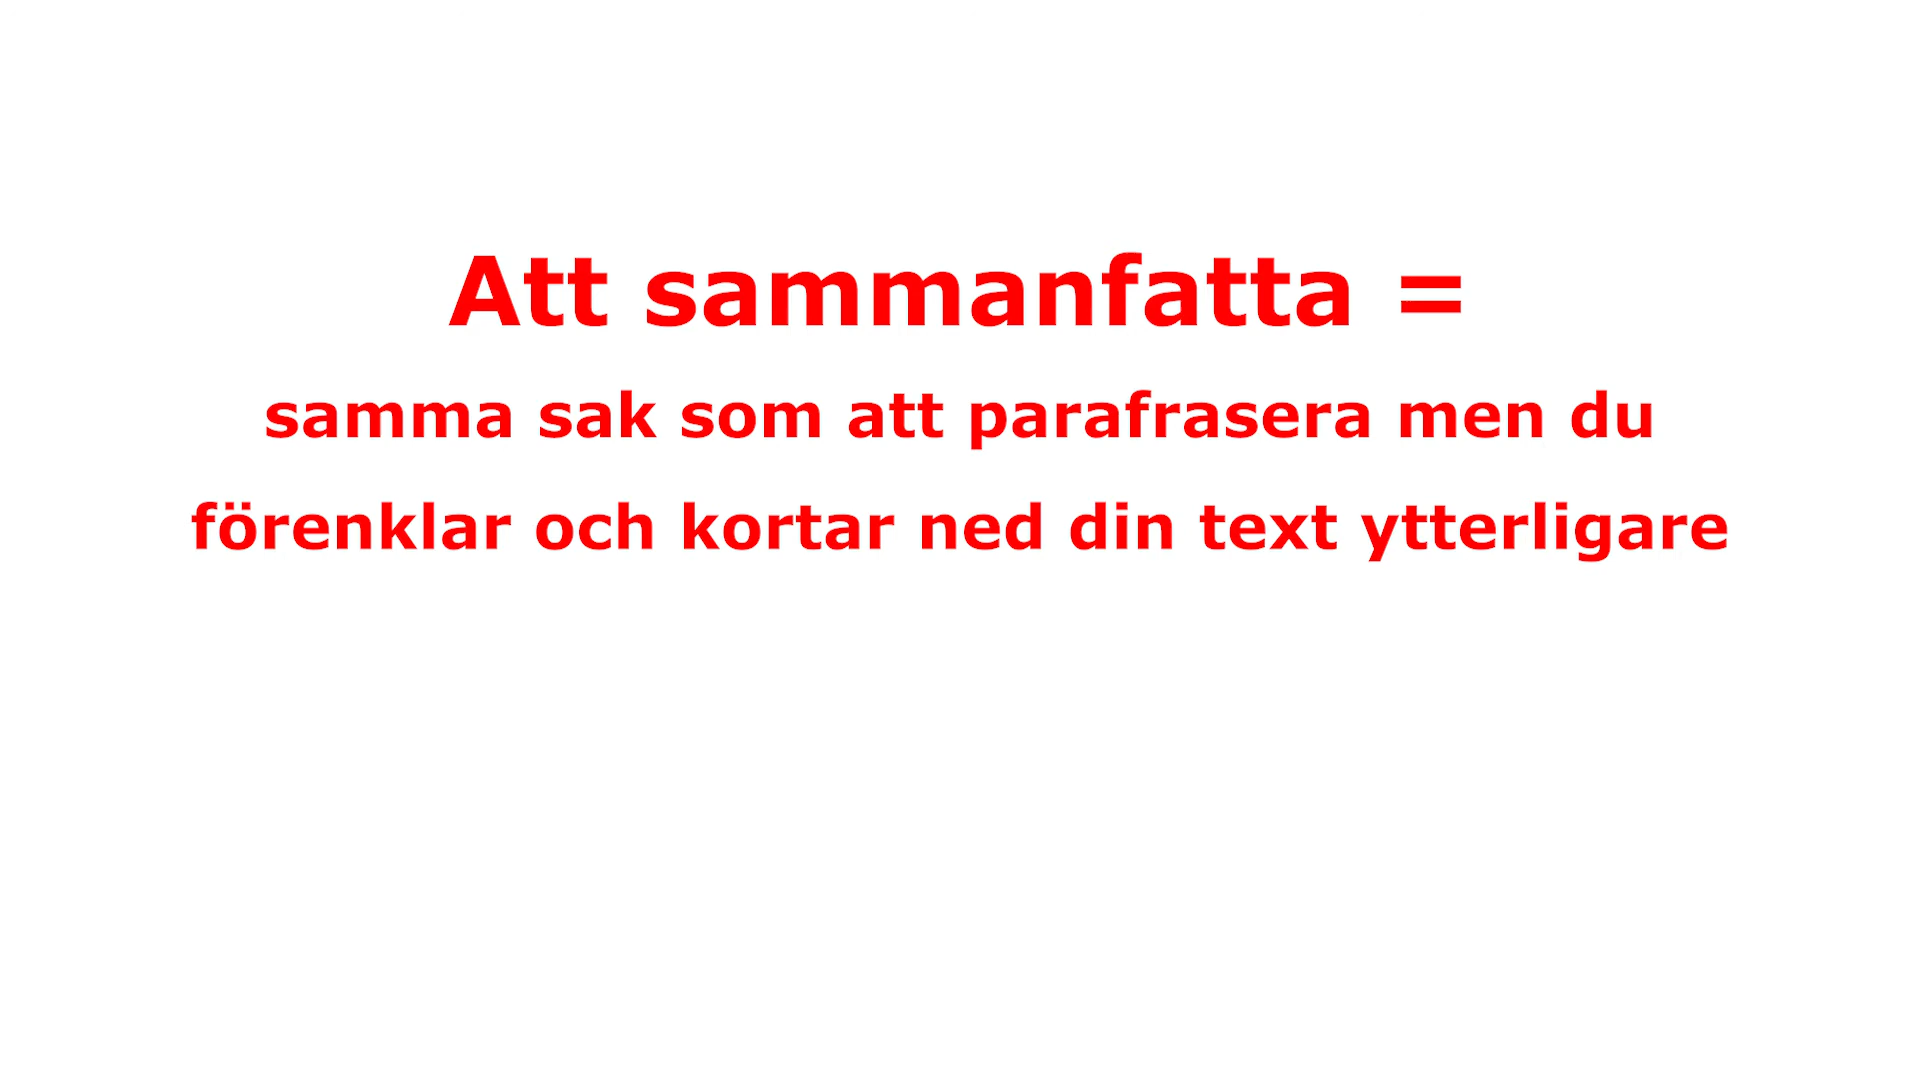 Att sammanfatta =
samma sak som att parafrasera men du
förenklar och kortar ned din text ytterligare